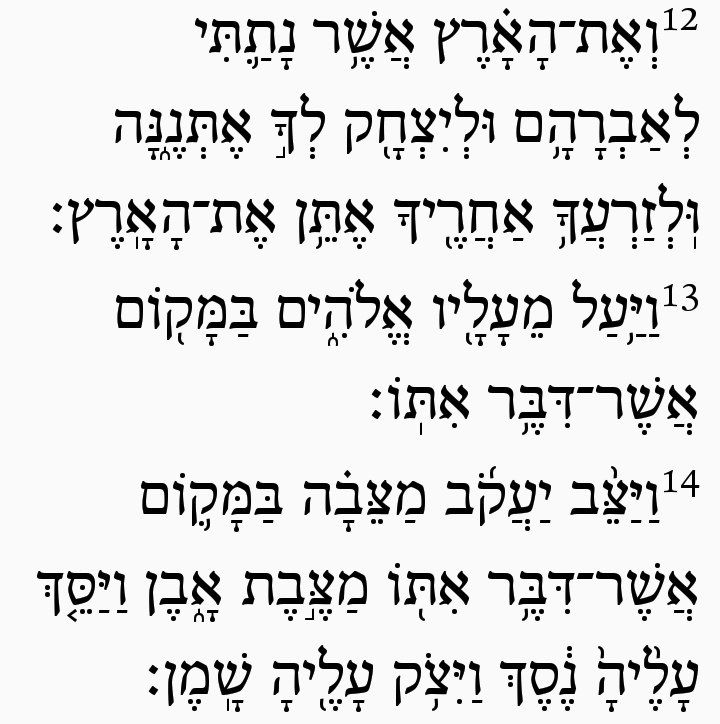 12וְאֶת־הָאָ֗רֶץ אֲשֶׁ֥ר נָתַ֛תִּי
לְאַבְרָהָ֥ם וּלְיִצְחָ֖ק לְךָ֣ אֶתְּנֶ֑נָּה
וּֽלְזַרְעֲךָ֥ אַחֲרֶ֖יךָ אֶתֵּ֥ן אֶת־הָאָֽרֶץ׃
13וַיַּ֥עַל מֵעָלָ֖יו אֱלֹהִ֑ים בַּמָּק֖וֹם
אֲשֶׁר־דִּבֶּ֥ר אִתּֽוֹ׃
14וַיַּצֵּ֨ב יַעֲקֹ֜ב מַצֵּבָ֗ה בַּמָּק֛וֹם
אֲשֶׁר־דִּבֶּ֥ר אִתּ֖וֹ מַצֶּ֣בֶת אָ֑בֶן וַיַּסֵּ֤ךְ
עָלֶ֙יהָ֙ נֶ֔סֶךְ וַיִּצֹ֥ק עָלֶ֖יהָ שָֽׁמֶן׃